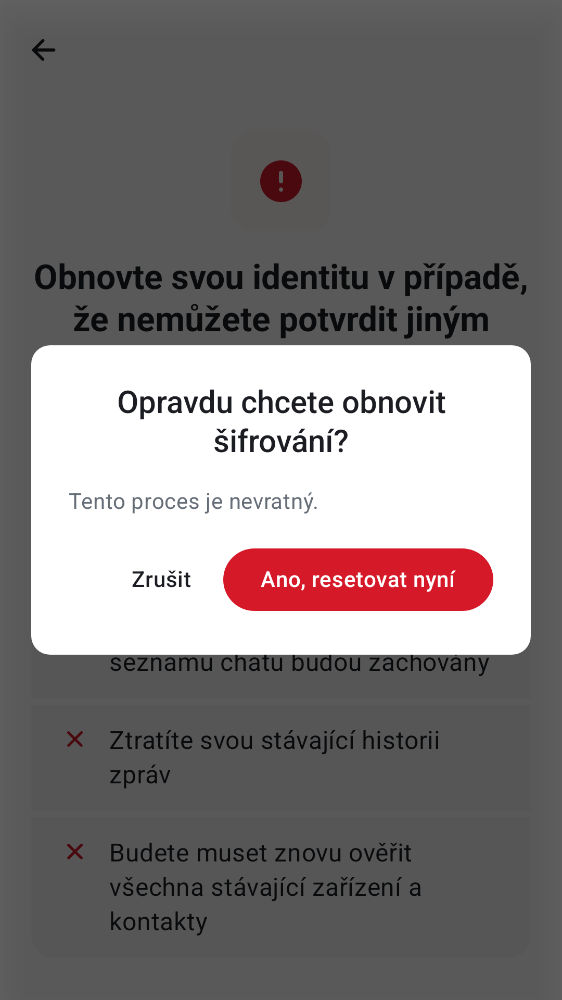 Obnovte svou identitu v případě,
že nemůžete potvrdit jiným
Opravdu chcete obnovit
šifrování?
Tento proces je nevratný.
Zrušit
Ano, resetovat nyní
seznamu chatu budou zachovány
Ztratíte svou stávající historii
zpráv
Budete muset znovu ověřit
všechna stávající zařízení a
kontakty